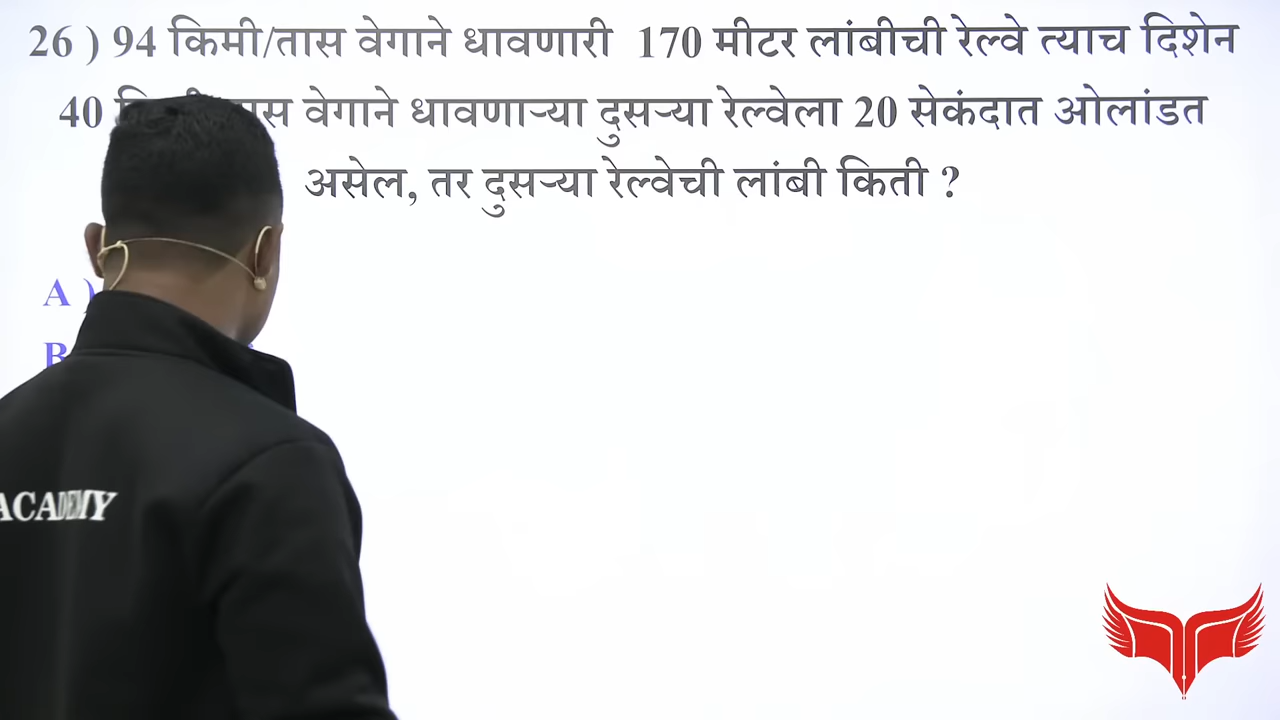 26 ) 94 किमी/तास वेगाने धावणारी 170 मीटर लांबीची रेल्वे त्याच दिशेन
40 वेगाने धावणाऱ्या दुसऱ्या रेल्वेला 20 सेकंदात ओलांडत
असेल, तर दुसऱ्या रेल्वेची लांबी किती ?
A )
B
ACADEMY